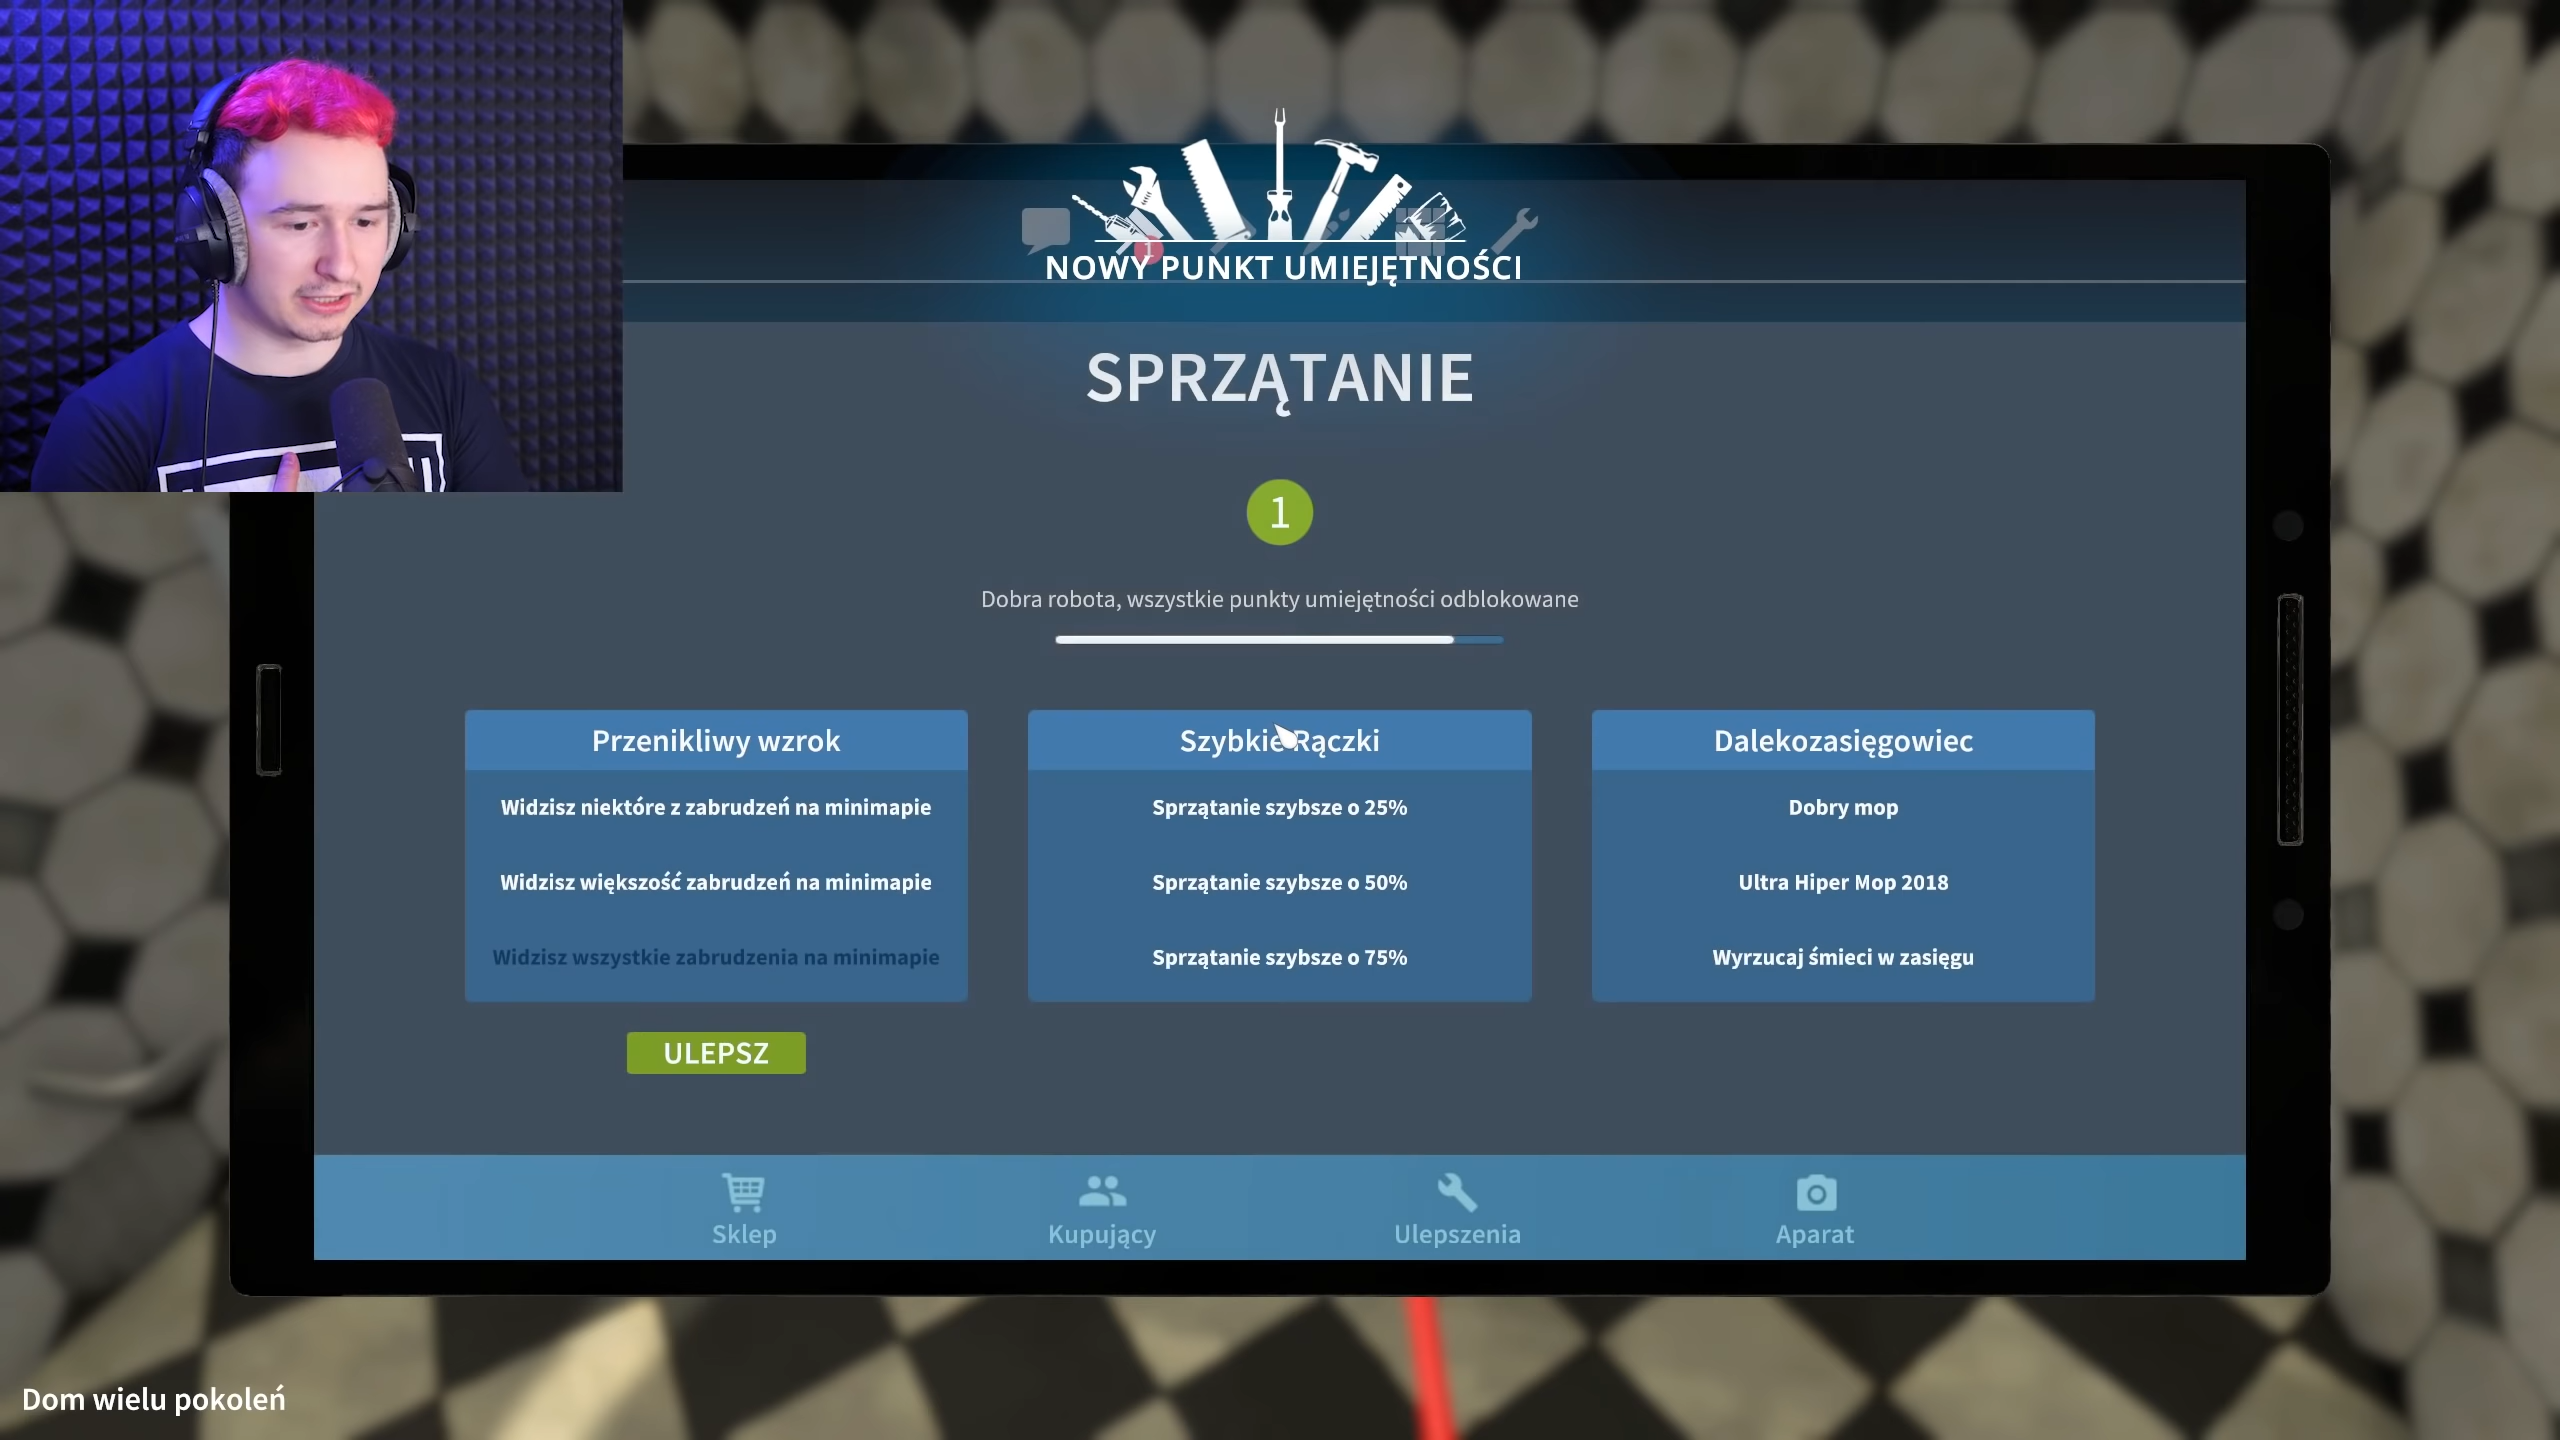 1
NOWY PUNKT UMIEJĘTNOŚCI
SPRZĄTANIE
1
Dobra robota, wszystkie punkty umiejętności odblokowane
Przenikliwy wzrok
Widzisz niektóre z zabrudzeń na minimapie
Widzisz większość zabrudzeń na minimapie
Widzisz wszystkie zabrudzenia na minimapie
ULEPSZ
Szybkie Rączki
Sprzątanie szybsze o 25%
Sprzątanie szybsze o 50%
Sprzątanie szybsze o 75%
Dalekozasięgowiec
Dobry mop
Ultra Hiper Mop 2018
Wyrzucaj śmieci w zasięgu
Sklep
Kupujący
Ulepszenia
Aparat
Dom wielu pokoleń